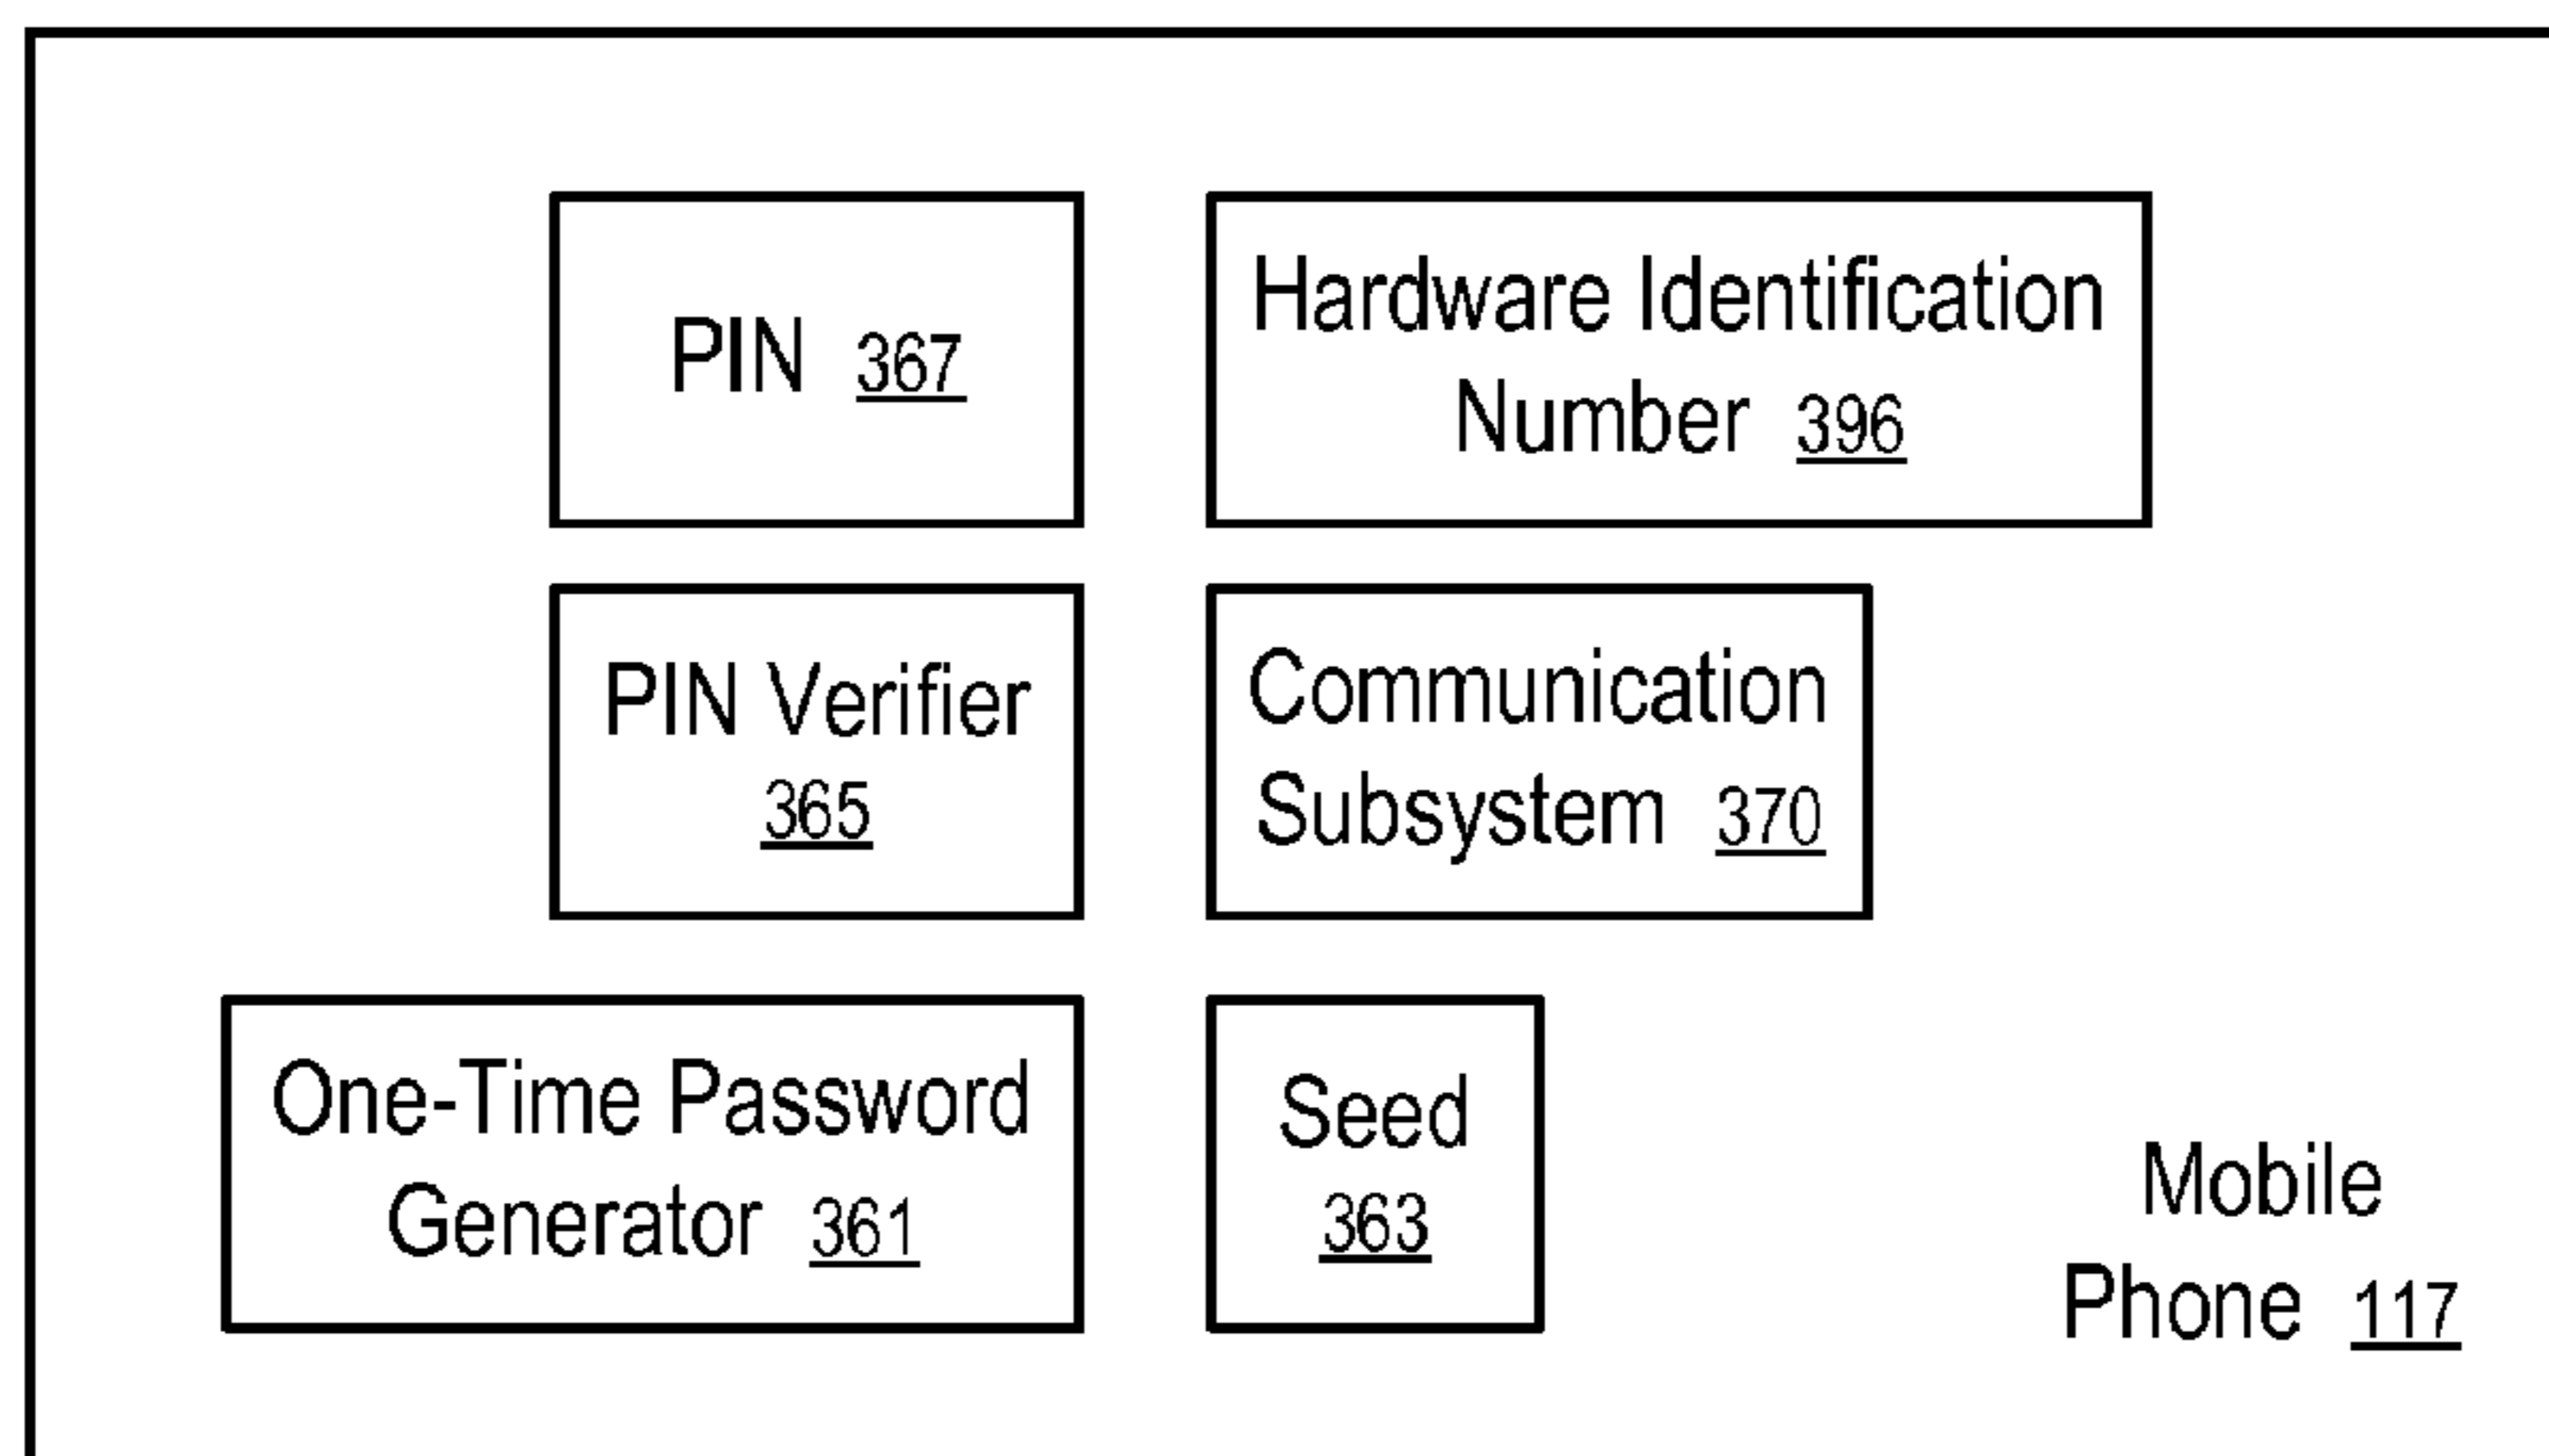 PIN 367
Hardware Identification
Number 396
PIN Verifier
365
Communication
Subsystem 370
One-Time Password
Generator 361
Seed
363
Mobile
Phone 117